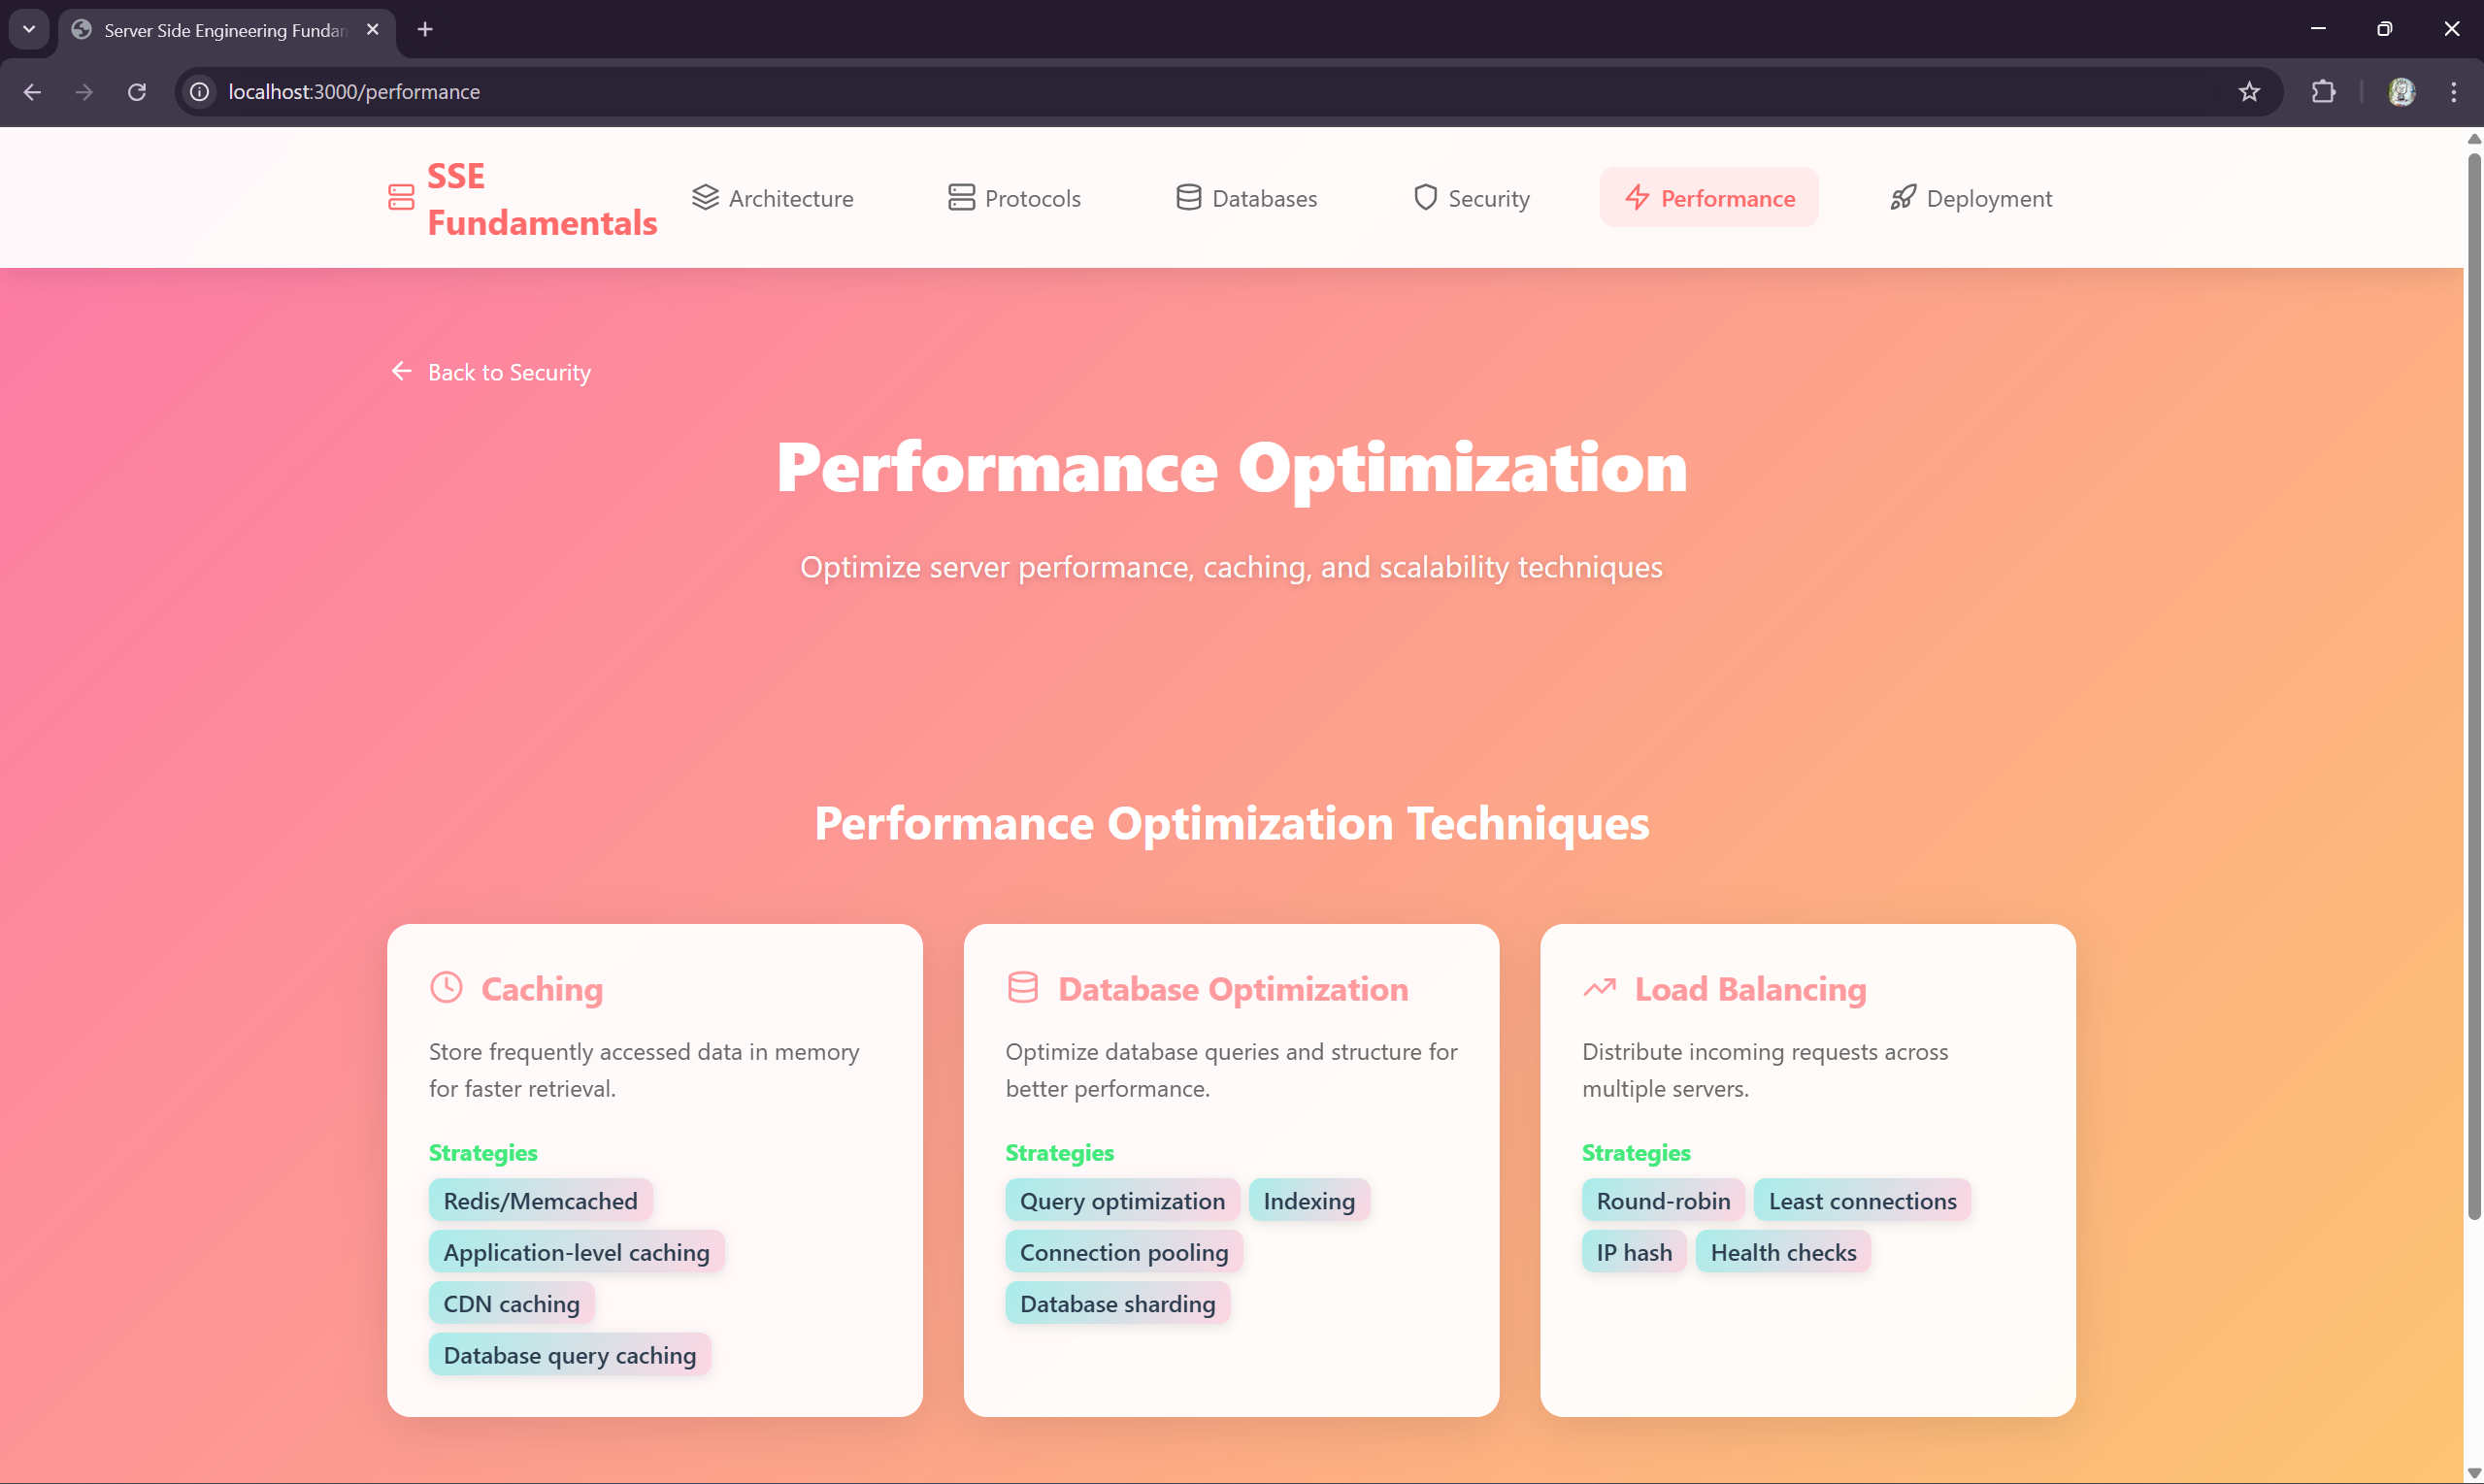 Server Side Engineering Fundam
localhost:3000/performance
SSE
Fundamentals
Architecture
Protocols
Databases
Security
Performance
Deployment
Back to Security
Performance Optimization
Optimize server performance, caching, and scalability techniques
Performance Optimization Techniques
Caching
Store frequently accessed data in memory
for faster retrieval.
Strategies
Redis/Memcached
Application-level caching
CDN caching
Database query caching
Database Optimization
Optimize database queries and structure for
better performance.
Strategies
Query optimization
Indexing
Connection pooling
Database sharding
Load Balancing
Distribute incoming requests across
multiple servers.
Strategies
Round-robin
Least connections
IP hash
Health checks